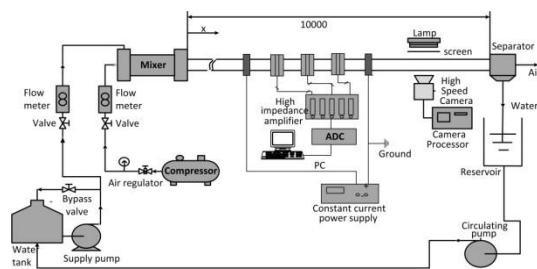 10000
x
Lamp
screen
Separator
Air
Mixer
Flow
meter
Flow
meter
High
Speed
Camera
Water
High
impedance
amplifier
Valve
Valve
ADC
Camera
Processor
Ground
PC
Reservoir
Compressor
Air regulator
Bypass
valve
Constant current
power supply
Circulating
pump
Water
tank
Supply pump